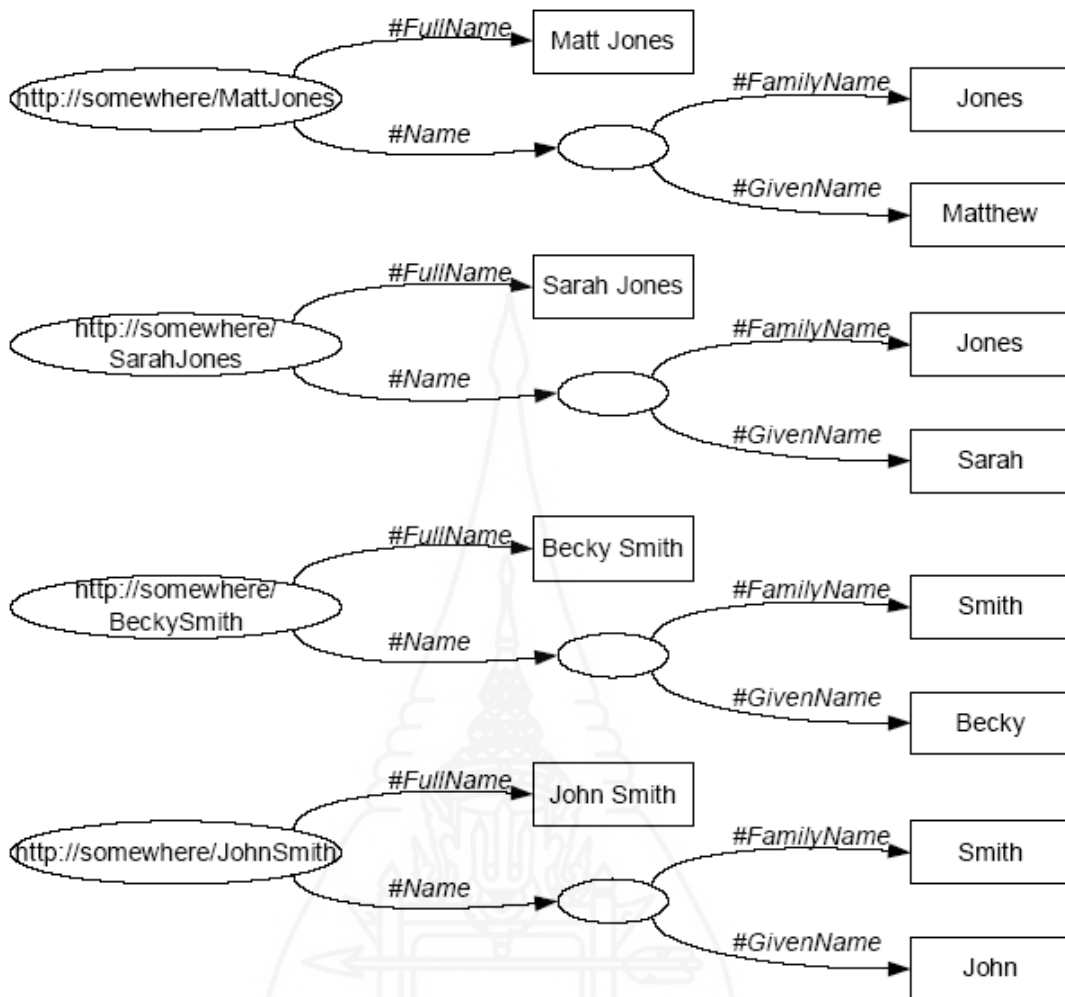 #FullName
Matt Jones
http://somewhere/MattJones
#FamilyName
Jones
#Name
#GivenName
Matthew
#FullName
Sarah Jones
http://somewhere/
SarahJones
#FamilyName
Jones
#Name
#GivenName
Sarah
#FullName
Becky Smith
http://somewhere/
BeckySmith
#FamilyName
Smith
#Name
#GivenName
Becky
#FullName
John Smith
http://somewhere/JohnSmith
#FamilyName
Smith
#Name
#GivenName
John